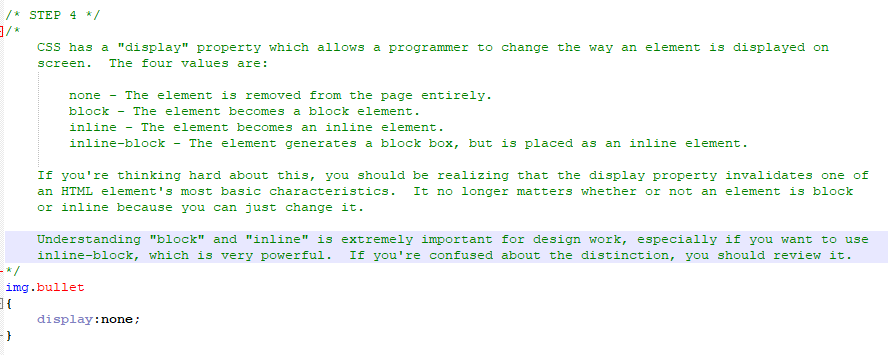 /* STEP 4 */
/*
CSS has a "display" property which allows a programmer to change the way an element is displayed on
screen.  The four values are:
none - The element is removed from the page entirely.
block - The element becomes a block element.
inline - The element becomes an inline element.
inline-block - The element generates a block box, but is placed as an inline element.
If you're thinking hard about this, you should be realizing that the display property invalidates one of
an HTML element's most basic characteristics.  It no longer matters whether or not an element is block
or inline because you can just change it.
Understanding "block" and "inline" is extremely important for design work, especially if you want to use
inline-block, which is very powerful.  If you're confused about the distinction, you should review it.
*/
img.bullet
{
display:none;
}